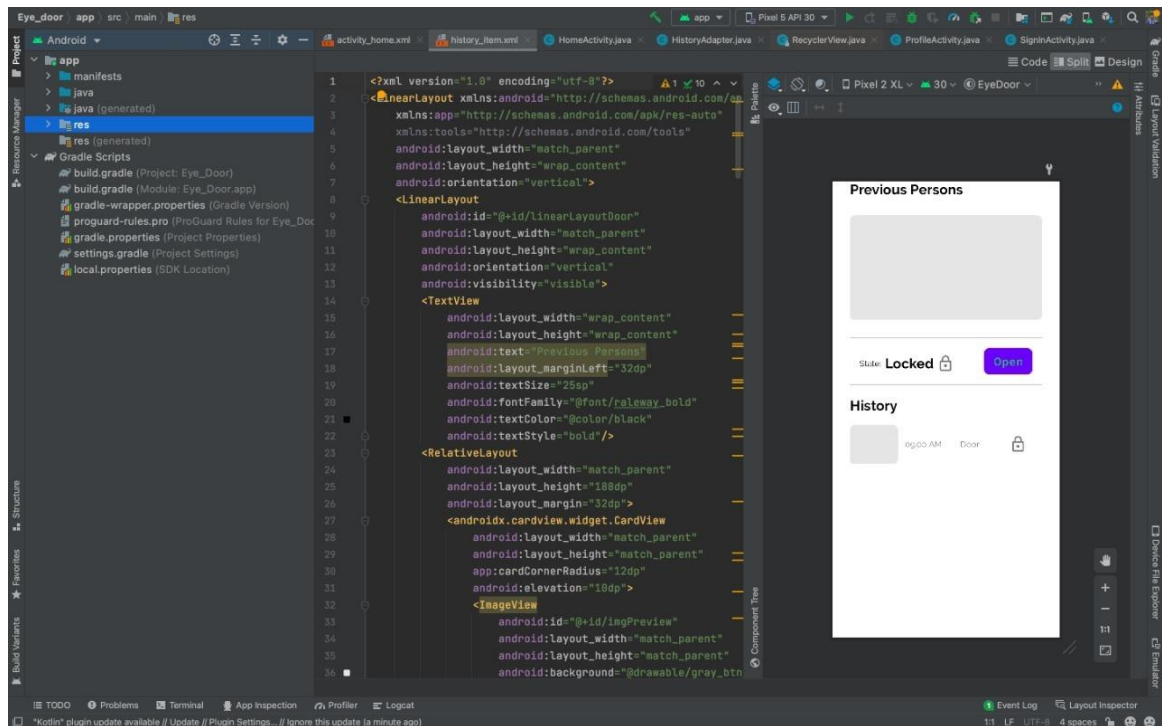 Eye_door app src main res
app
Pixel 5 API 30
Project
Android
activity_home.xml
history_item.xml
HomeActivity.java
HistoryAdapter.java
RecyclerView.java
ProfileActivity.java
SignInActivity.java
Gradle
Code
Split
Design
app
manifests
java
java (generated)
res
res (generated)
Gradle Scripts
build.gradle (Project: Eye_Door)
build.gradle (Module: Eye_Door.app)
gradle-wrapper.properties (Gradle Version)
proguard-rules.pro (ProGuard Rules for Eye_Doo
gradle.properties (Project Properties)
settings.gradle (Project Settings)
local.properties (SDK Location)
Resource Manager
Structure
Favorites
Build Variants
1 <?xml version="1.0" encoding="utf-8"?>
1 10
2 <LinearLayout xmlns:android="http://schemas.android.com/ap
3 xmlns:app="http://schemas.android.com/apk/res-auto"
4 xmlns:tools="http://schemas.android.com/tools"
5 android:layout_width="match_parent"
6 android:layout_height="wrap_content"
7 android:orientation="vertical">
8 <LinearLayout
9 android:id="@+id/linearLayoutDoor"
10 android:layout_width="match_parent"
11 android:layout_height="wrap_content"
12 android:orientation="vertical"
13 android:visibility="visible">
14 <TextView
15 android:layout_width="wrap_content"
16 android:layout_height="wrap_content"
17 android:text="Previous Persons"
18 android:layout_marginLeft="32dp"
19 android:textSize="25sp"
20 android:fontFamily="@font/raleway_bold"
21 android:textColor="@color/black"
22 android:textStyle="bold"/>
23 <RelativeLayout
24 android:layout_width="match_parent"
25 android:layout_height="188dp"
26 android:layout_margin="32dp">
27 <androidx.cardview.widget.CardView
28 android:layout_width="match_parent"
29 android:layout_height="match_parent"
30 app:cardCornerRadius="12dp"
31 android:elevation="10dp">
32 <ImageView
33 android:id="@+id/imgPreview"
34 android:layout_width="match_parent"
35 android:layout_height="match_parent"
36 android:background="@drawable/gray_btn
Palette
Component Tree
Pixel 2 XL
30
EyeDoor
Attributes
Layout Validation
Previous Persons
State: Locked
Open
History
09:00 AM Door
1:1
Device File Explorer
Emulator
TODO
Problems
Terminal
App Inspection
Profiler
Logcat
Event Log
Layout Inspector
"Kotlin" plugin update available // Update // Plugin Settings... // Ignore this update (a minute ago)
1:1 LF UTF-8 4 spaces